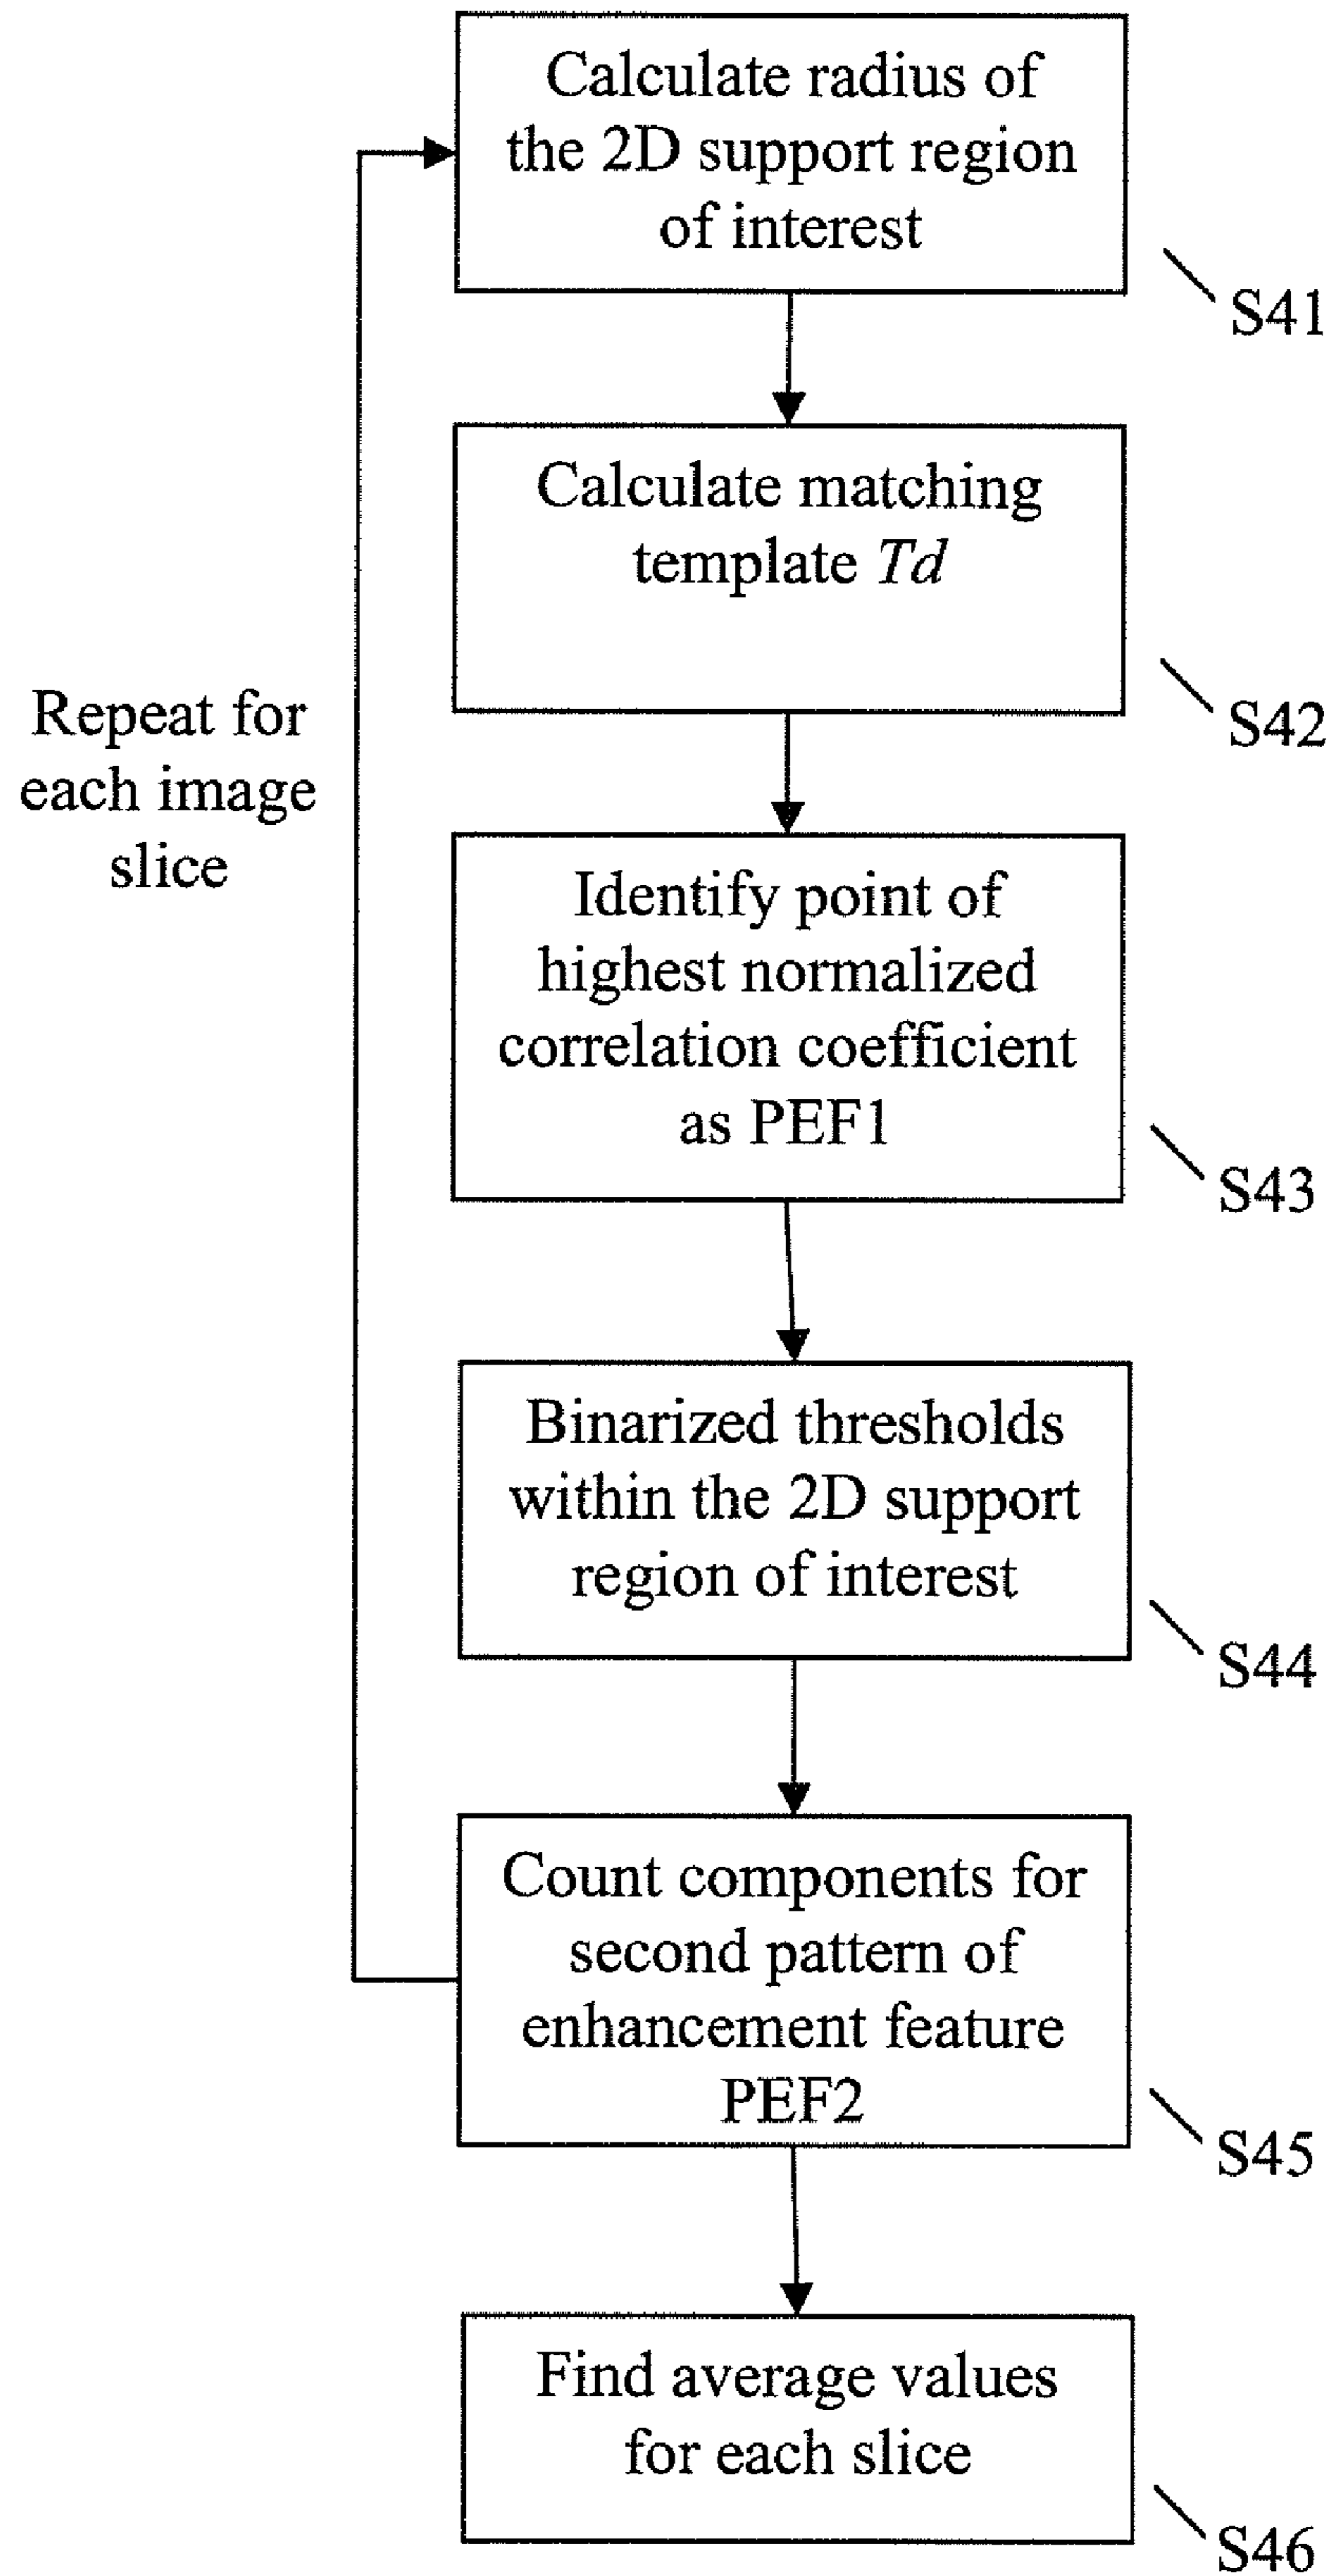 Calculate radius of
the 2D support region
of interest
S41
Calculate matching
template Td
S42
Repeat for
each image
slice
Identify point of
highest normalized
correlation coefficient
as PEF1
S43
Binarized thresholds
within the 2D support
region of interest
S44
Count components for
second pattern of
enhancement feature
PEF2
S45
Find average values
for each slice
S46